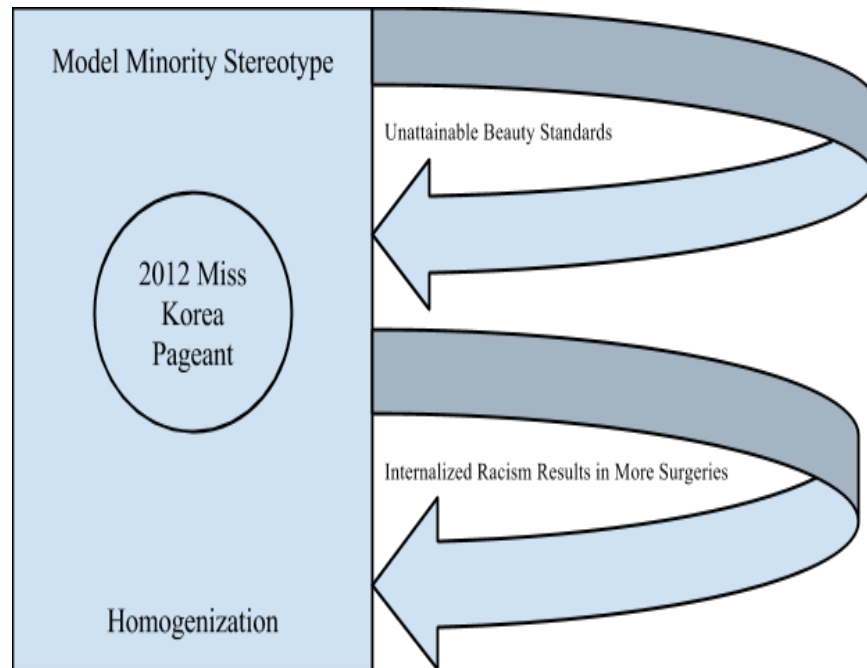 Model Minority Stereotype
Unattainable Beauty Standards
2012 Miss
Korea
Pageant
Internalized Racism Results in More Surgeries
Homogenization